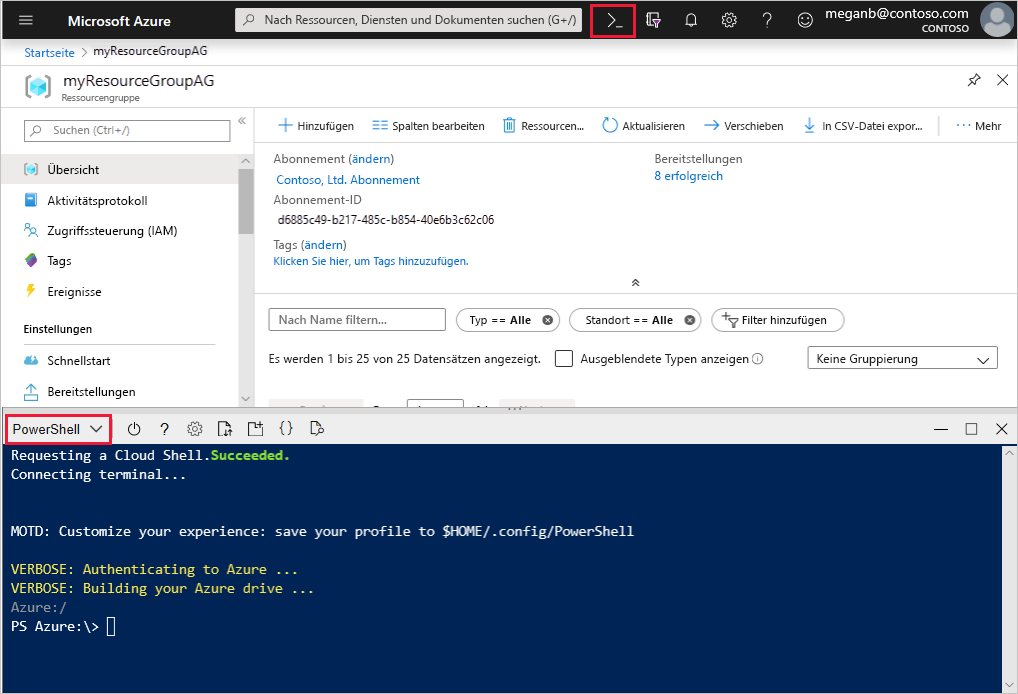 Microsoft Azure
Nach Ressourcen, Diensten und Dokumenten suchen (G+/)
meganb@contoso.com
CONTOSO
Startseite > myResourceGroupAG
myResourceGroupAG
Ressourcengruppe
Suchen (Ctrl+/)
Hinzufügen
Spalten bearbeiten
Ressourcen...
Aktualisieren
Verschieben
In CSV-Datei expor...
Mehr
Übersicht
Aktivitätsprotokoll
Zugriffssteuerung (IAM)
Tags
Ereignisse
Einstellungen
Schnellstart
Bereitstellungen
Abonnement (ändern)
Contoso, Ltd. Abonnement
Abonnement-ID
d6885c49-b217-485c-b854-40e6b3c62c06
Tags (ändern)
Klicken Sie hier, um Tags hinzuzufügen.
Bereitstellungen
8 erfolgreich
Nach Name filtern...
Typ == Alle
Standort == Alle
Filter hinzufügen
Es werden 1 bis 25 von 25 Datensätzen angezeigt.
Ausgeblendete Typen anzeigen
Keine Gruppierung
PowerShell
Requesting a Cloud Shell.Succeeded.
Connecting terminal...
MOTD: Customize your experience: save your profile to $HOME/.config/PowerShell
VERBOSE: Authenticating to Azure ...
VERBOSE: Building your Azure drive ...
Azure:/
PS Azure:\>